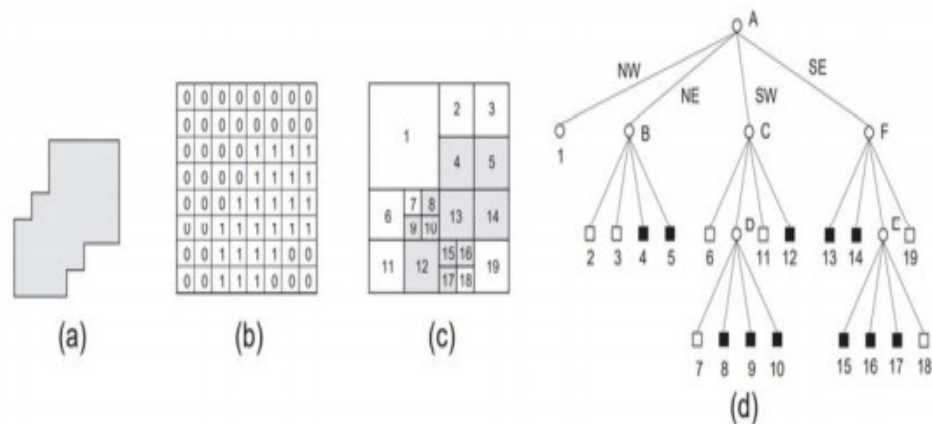 0 0 0 0 0 0 0 0
0 0 0 0 0 0 0 0
0 0 0 0 1 1 1 1
0 0 0 0 1 1 1 1
0 0 0 1 1 1 1 1
0 0 1 1 1 1 1 1
0 0 1 1 1 1 0 0
0 0 1 1 1 0 0 0
1 2 3
4 5
6 7 8 13 14
9 10
11 12 15 16 19
17 18
A
NW NE SW SE
1 B C F
D E
2 3 4 5 6 11 12 13 14 19
7 8 9 10 15 16 17 18
(a) (b) (c) (d)